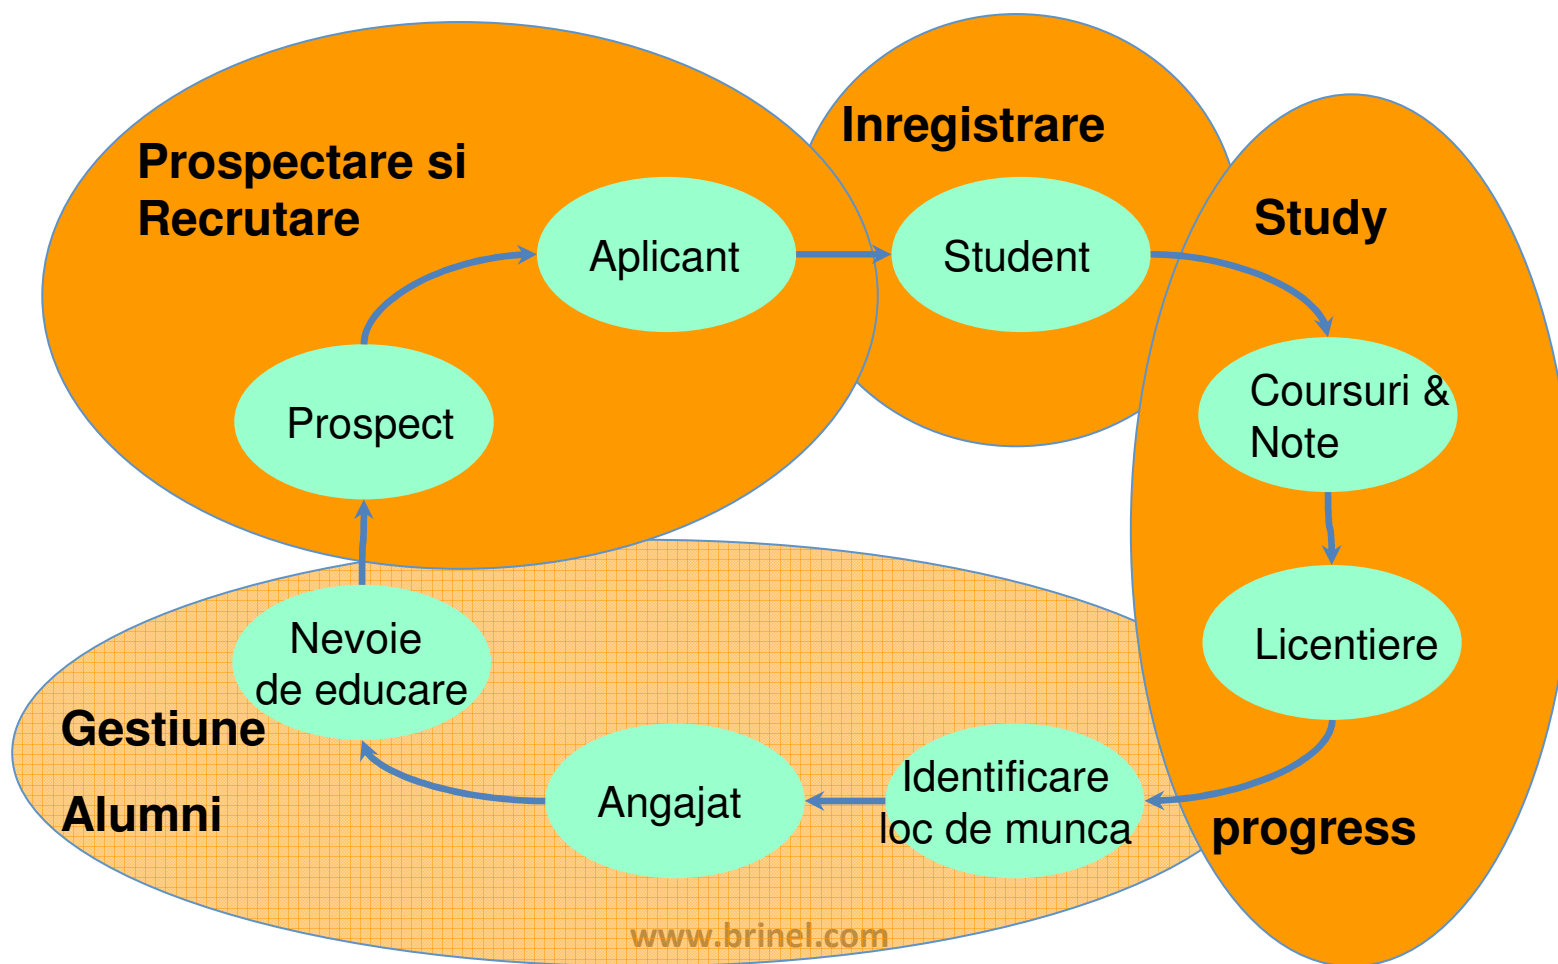 Prospectare si
Recrutare
Inregistrare
Study
Aplicant
Student
Prospect
Coursuri &
Note
Nevoie
de educare
Licentiere
Gestiune
Alumni
Angajat
Identificare
loc de munca
progress
www.brinel.com